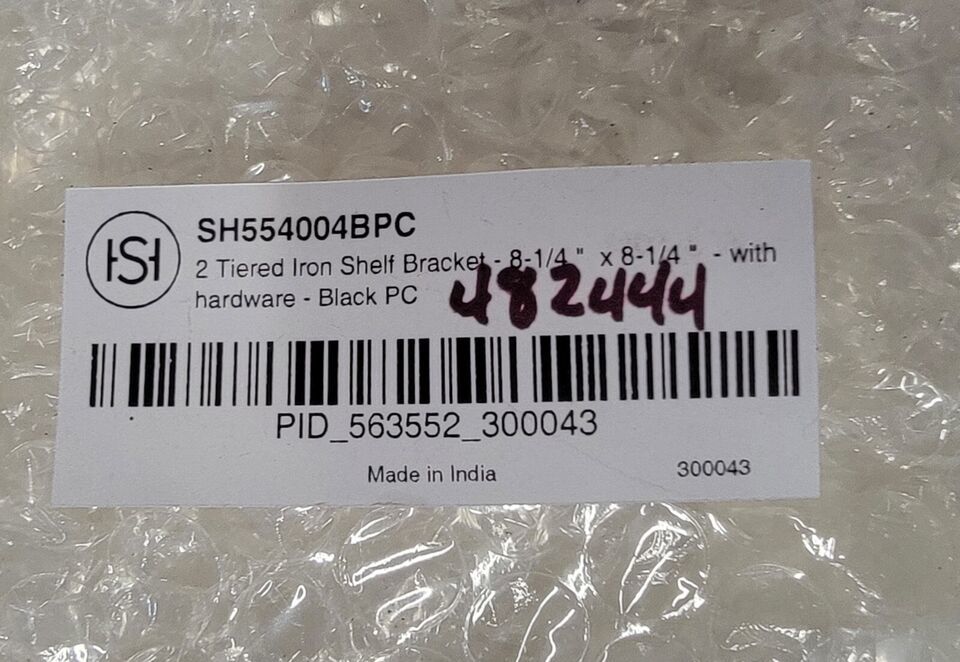 HSH
SH554004BPC
2 Tiered Iron Shelf Bracket - 8-1/4 " x 8-1/4 " - with
hardware - Black PC
482444
PID_563552_300043
Made in India
300043